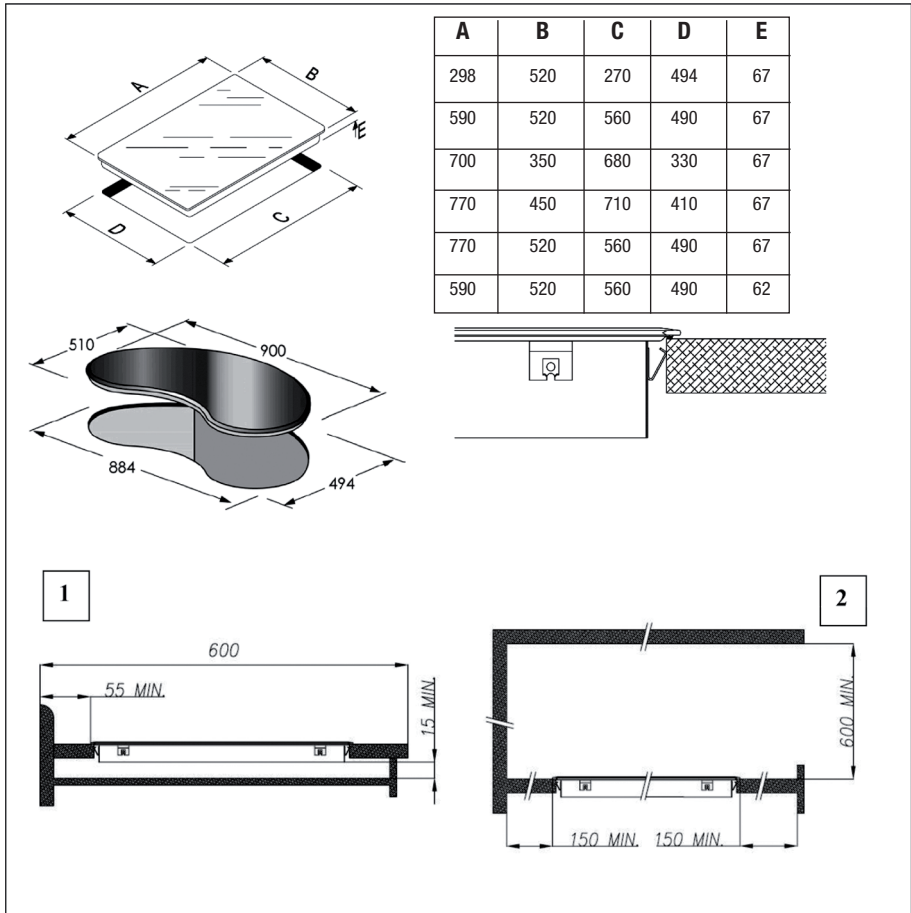 A B C D E
298 520 270 494 67
590 520 560 490 67
700 350 680 330 67
770 450 710 410 67
770 520 560 490 67
590 520 560 490 62
A
B
E
D
C
510
900
884
494
1
600
55 MIN.
15 MIN.
2
600 MIN.
150 MIN. 150 MIN.